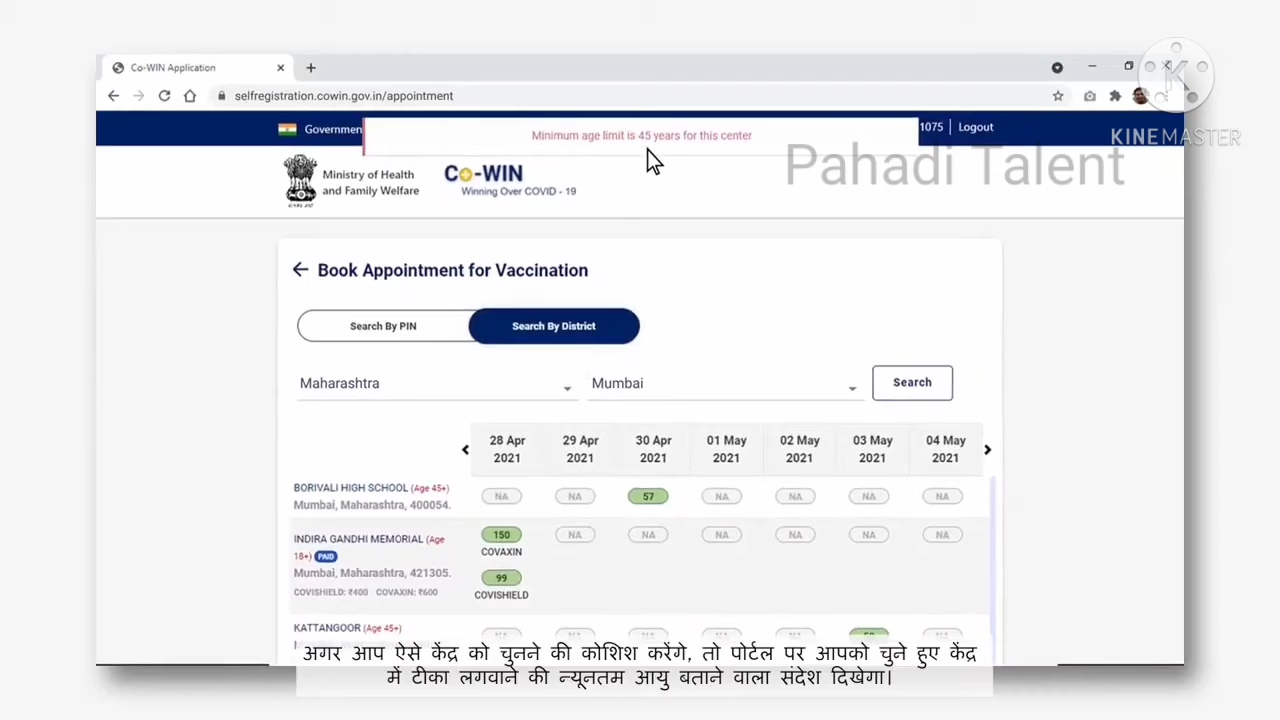 Co-WIN Application
selfregistration.cowin.gov.in/appointment
KINEMASTER
Governmen
Minimum age limit is 45 years for this center
1075 | Logout
Pahadi Talent
Ministry of Health
and Family Welfare
Co-WIN
Winning Over COVID - 19
Book Appointment for Vaccination
Search By PIN
Search By District
Maharashtra
Mumbai
Search
28 Apr 2021
29 Apr 2021
30 Apr 2021
01 May 2021
02 May 2021
03 May 2021
04 May 2021
BORIVALI HIGH SCHOOL (Age 45+)
Mumbai, Maharashtra, 400054.
NA NA 57 NA NA NA NA
INDIRA GANDHI MEMORIAL (Age
18+) PAID
Mumbai, Maharashtra, 421305.
COVISHIELD: ₹400 COVAXIN: ₹600
150 NA NA NA NA NA NA
COVAXIN
99
COVISHIELD
KATTANGOOR (Age 45+)
NA NA NA NA NA NA
अगर आप ऐसे केंद्र को चुनने की कोशिश करेंगे, तो पोर्टल पर आपको चुने हुए केंद्र
में टीका लगवाने की न्यूनतम आयु बताने वाला संदेश दिखेगा।